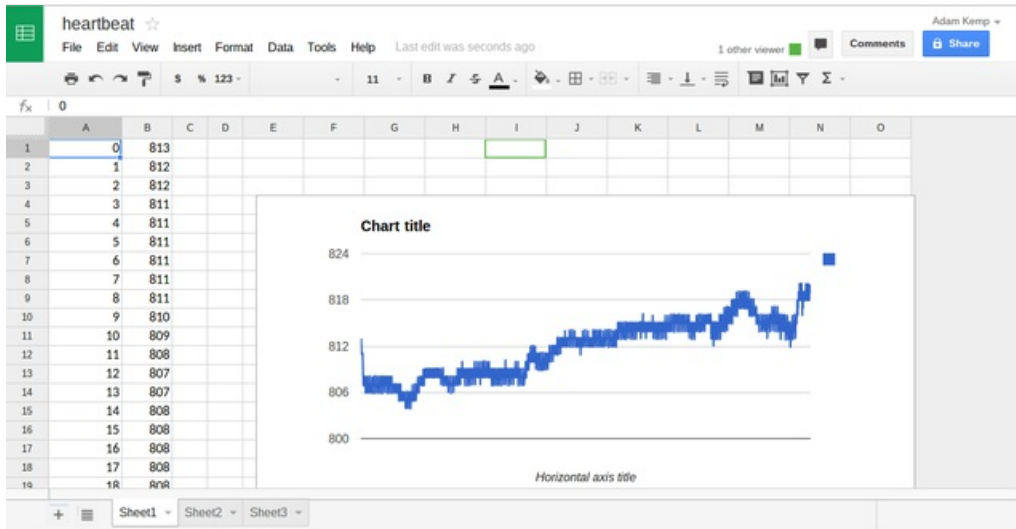 heartbeat
Adam Kemp
File Edit View Insert Format Data Tools Help Last edit was seconds ago
1 other viewer Comments Share
$ % 123 - 11 B I S A Σ
fx 0
A B C D E F G H I J K L M N O
1 0 813
2 1 812
3 2 812
4 3 811
5 4 811
6 5 811
7 6 811
8 7 811
9 8 811
10 9 810
11 10 809
12 11 808
13 12 807
14 13 807
15 14 808
16 15 808
17 16 808
18 17 808
19 18 808
Chart title
824
818
812
806
800
Horizontal axis title
Sheet1 Sheet2 Sheet3